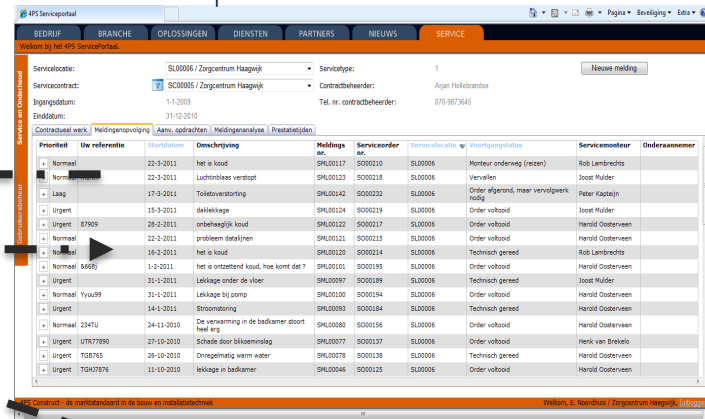 4PS Serviceportaal
Pagina Beveiliging Extra
BEDRIJF BRANCHE OPLOSSINGEN DIENSTEN PARTNERS NIEUWS SERVICE
Welkom bij het 4PS ServicePortaal.
Service en Onderhoud
Gebruikersbeheer
Servicelocatie: SL00006 / Zorgcentrum Haagwijk Servicetype: 1 Nieuwe melding
Servicecontract: SC00005 / Zorgcentrum Haagwijk Contractbeheerder: Arjan Hollebrandse
Ingangsdatum: 1-1-2009 Tel. nr. contractbeheerder: 070-9873645
Einddatum: 31-12-2010
Contractueel werk Meldingenopvolging Aanv. opdrachten Meldingenanalyse Prestatietijden
Prioriteit Uw referentie Startdatum Omschrijving Meldings nr. Serviceorder nr. Servicelocatie Voortgangstatus Servicemonteur Onderaannemer
Normaal 22-3-2011 het is koud SML00117 SO00210 SL00006 Monteur onderweg (reizen) Rob Lambrechts
Normaal 22-3-2011 Luchtinblaas verstopt SML00123 SO00218 SL00006 Vervallen Joost Mulder
Laag 17-3-2011 Toiletoverstorting SML00142 SO00232 SL00006 Order afgerond, maar vervolgwerk nodig Peter Kapteijn
Urgent 15-3-2011 daklekkage SML00124 SO00219 SL00006 Order voltooid Joost Mulder
Urgent 87909 28-2-2011 onbehaaglijk koud SML00122 SO00217 SL00006 Order voltooid Harold Oosterveen
Normaal 22-2-2011 probleem datalijnen SML00121 SO00215 SL00006 Order voltooid Harold Oosterveen
Normaal 16-2-2011 het is koud SML00120 SO00214 SL00006 Technisch gereed Rob Lambrechts
Normaal &668j 1-2-2011 het is ontzettend koud, hoe komt dat ? SML00101 SO00195 SL00006 Order voltooid Harold Oosterveen
Urgent 31-1-2011 Lekkage onder de vloer SML00097 SO00189 SL00006 Technisch gereed Joost Mulder
Normaal Yyuu99 31-1-2011 Lekkage bij pomp SML00100 SO00194 SL00006 Order voltooid Harold Oosterveen
Urgent 14-1-2011 Stroomstoring SML00093 SO00184 SL00006 Technisch gereed Harold Oosterveen
Normaal 234TU 24-11-2010 De verwarming in de badkamer stoort heel erg SML00080 SO00156 SL00006 Order voltooid Harold Oosterveen
Urgent UTR77890 27-10-2010 Schade door blikseminslag SML00077 SO00137 SL00006 Order voltooid Henk van Brekelo
Urgent TGB765 26-10-2010 Onregelmatig warm water SML00078 SO00138 SL00006 Technisch gereed Harold Oosterveen
Urgent TGHJ7876 11-10-2010 lekkage in badkamer SML00046 SO00125 SL00006 Order voltooid Harold Oosterveen
4PS Construct - de marktstandaard in de bouw en installatietechniek Welkom, E. Noordhuis / Zorgcentrum Haagwijk,